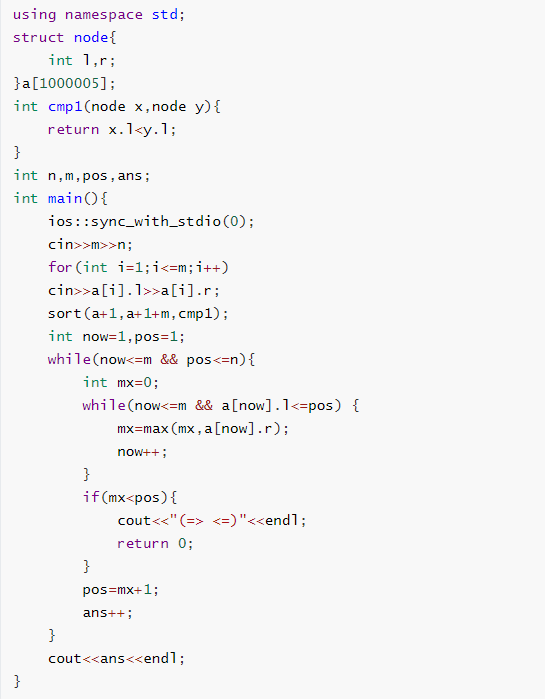 using namespace std;
struct node{
    int l,r;
}a[1000005];
int cmp1(node x,node y){
    return x.l<y.l;
}
int n,m,pos,ans;
int main(){
    ios::sync_with_stdio(0);
    cin>>m>>n;
    for(int i=1;i<=m;i++)
    cin>>a[i].l>>a[i].r;
    sort(a+1,a+1+m,cmp1);
    int now=1,pos=1;
    while(now<=m && pos<=n){
        int mx=0;
        while(now<=m && a[now].l<=pos) {
            mx=max(mx,a[now].r);
            now++;
        }
        if(mx<pos){
            cout<<"(=> <=)"<<endl;
            return 0;
        }
        pos=mx+1;
        ans++;
    }
    cout<<ans<<endl;
}